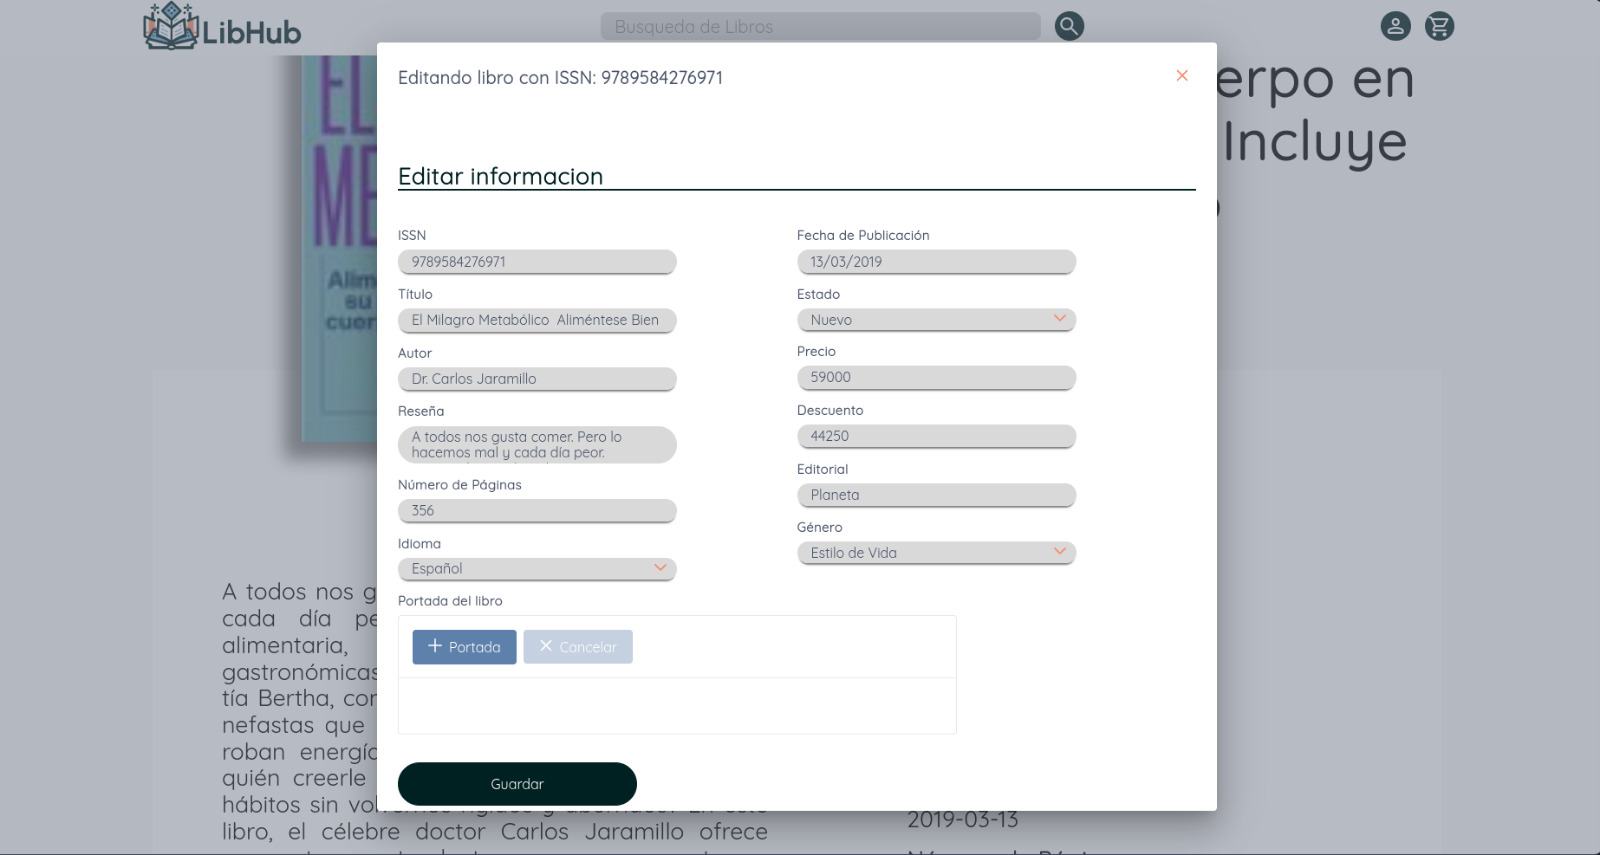 LibHub
Busqueda de Libros
erpo en
Incluye
EL
ME
Alim
su
cuer
Editando libro con ISSN: 9789584276971
Editar informacion
ISSN
9789584276971
Título
El Milagro Metabólico Aliméntese Bien
Autor
Dr. Carlos Jaramillo
Reseña
A todos nos gusta comer. Pero lo
hacemos mal y cada día peor.
Número de Páginas
356
Idioma
Español
Fecha de Publicación
13/03/2019
Estado
Nuevo
Precio
59000
Descuento
44250
Editorial
Planeta
Género
Estilo de Vida
Portada del libro
Portada
Cancelar
Guardar
A todos nos g
cada día pe
alimentaria,
gastronómicas
tía Bertha, cor
nefastas que
roban energía
quién creerle
hábitos sin
libro, el célebre doctor Carlos Jaramillo ofrece
2019-03-13